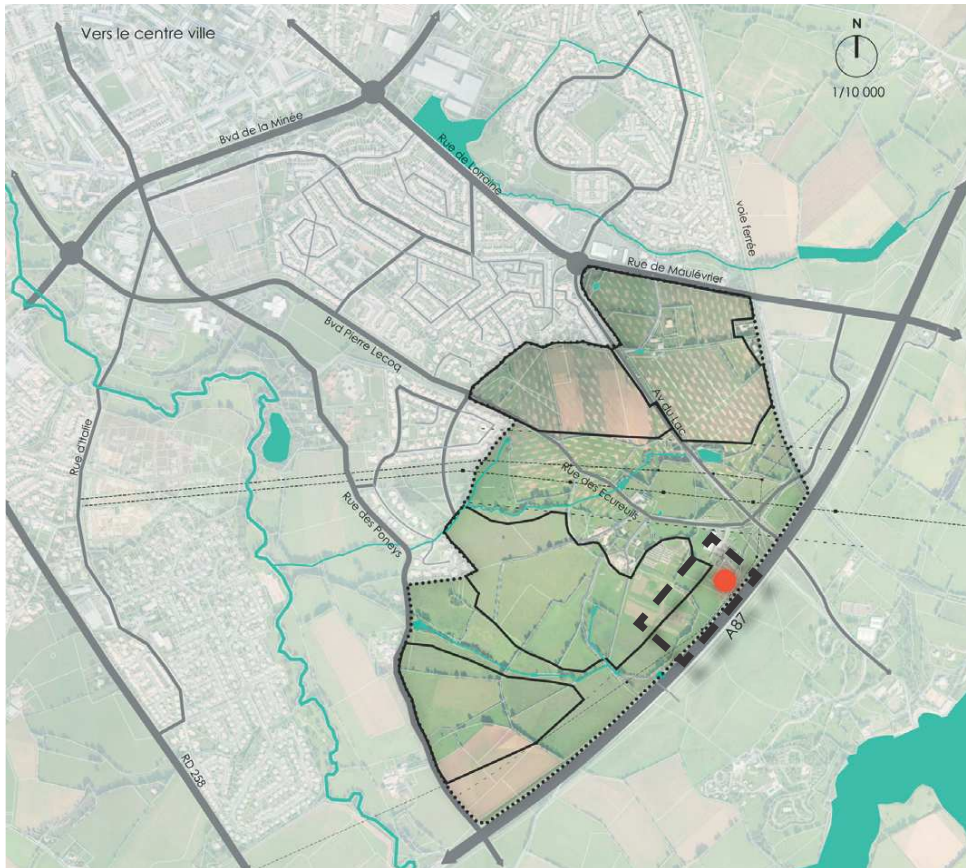 Vers le centre ville
N
1/10 000
Bvd de la Minée
Rue de Lorraine
voie ferrée
Rue de Maulévrier
Bvd Pierre Lecoq
Av du Lac
Rue d'Italie
Rue des Ecureuils
Rue des Poneys
A87
RD 258